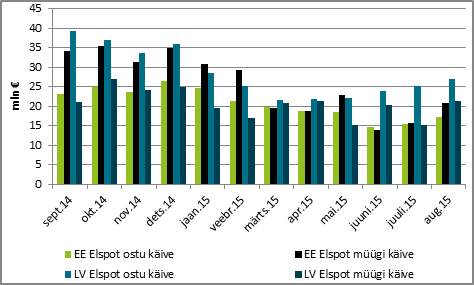 45
40
35
30
25
20
15
10
5
0
mln €
sept.14
okt.14
nov.14
dets.14
jaan.15
veebr.15
märts.15
apr.15
mai.15
juuni.15
juuli.15
aug.15
EE Elspot ostu käive
EE Elspot müügi käive
LV Elspot ostu käive
LV Elspot müügi käive